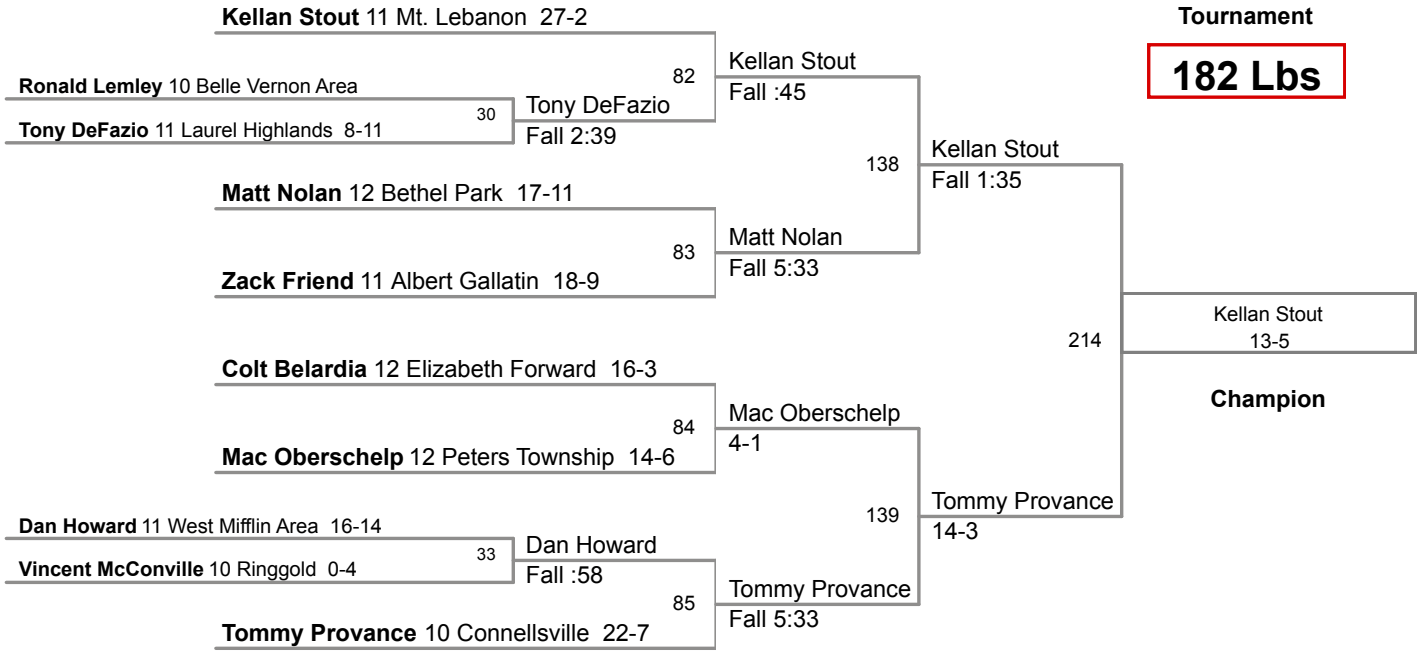 Kellan Stout 11 Mt. Lebanon 27-2
Tournament
182 Lbs
82
Kellan Stout
Fall :45
Ronald Lemley 10 Belle Vernon Area
30
Tony DeFazio
Fall 2:39
Tony DeFazio 11 Laurel Highlands 8-11
138
Kellan Stout
Fall 1:35
Matt Nolan 12 Bethel Park 17-11
83
Matt Nolan
Fall 5:33
Zack Friend 11 Albert Gallatin 18-9
214
Kellan Stout
13-5
Champion
Colt Belardia 12 Elizabeth Forward 16-3
84
Mac Oberschelp
4-1
Mac Oberschelp 12 Peters Township 14-6
139
Tommy Provance
14-3
Dan Howard 11 West Mifflin Area 16-14
33
Dan Howard
Fall :58
Vincent McConville 10 Ringgold 0-4
85
Tommy Provance
Fall 5:33
Tommy Provance 10 Connellsville 22-7